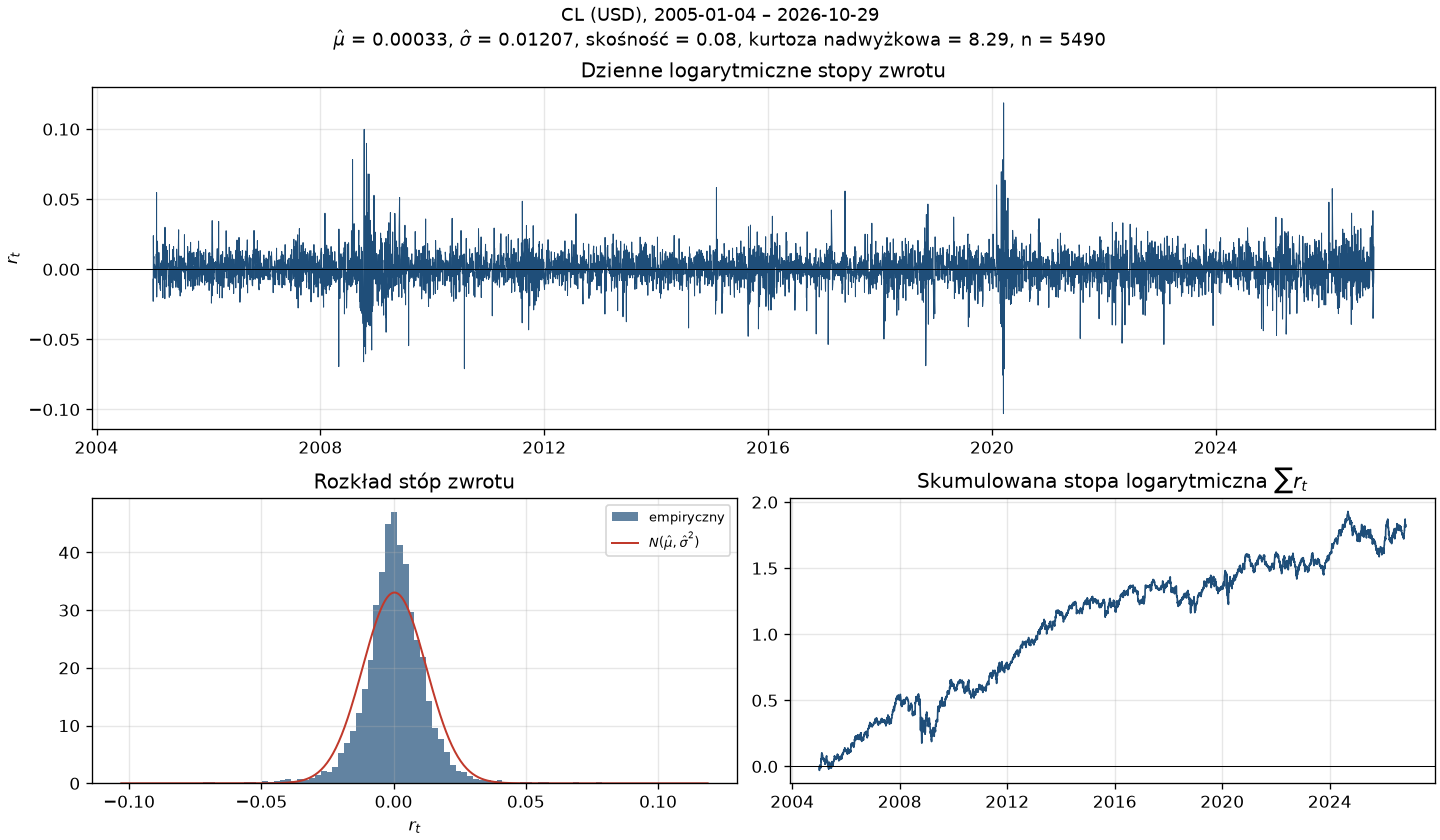 CL (USD), 2005-01-04 – 2026-10-29
μ̂ = 0.00033, σ̂ = 0.01207, skośność = 0.08, kurtoza nadwyżkowa = 8.29, n = 5490
Dzienne logarytmiczne stopy zwrotu
0.10
0.05
0.00
−0.05
−0.10
r_t
2004 2008 2012 2016 2020 2024
Rozkład stóp zwrotu
empiryczny
N(μ̂, σ̂²)
40
30
20
10
0
−0.10 −0.05 0.00 0.05 0.10
r_t
Skumulowana stopa logarytmiczna ∑r_t
2.0
1.5
1.0
0.5
0.0
2004 2008 2012 2016 2020 2024